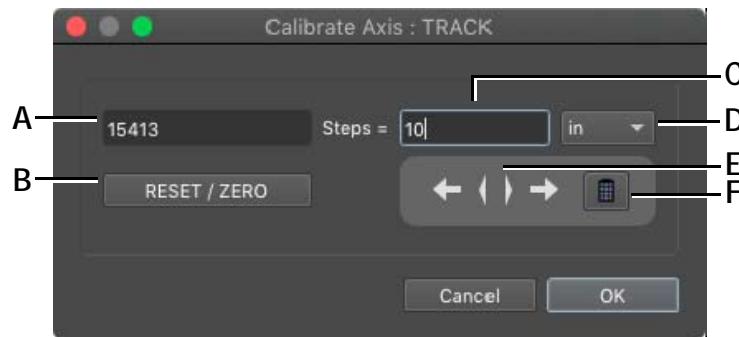 Calibrate Axis : TRACK
C
A 15413 Steps = 10 in D
E
B RESET / ZERO F
Cancel OK